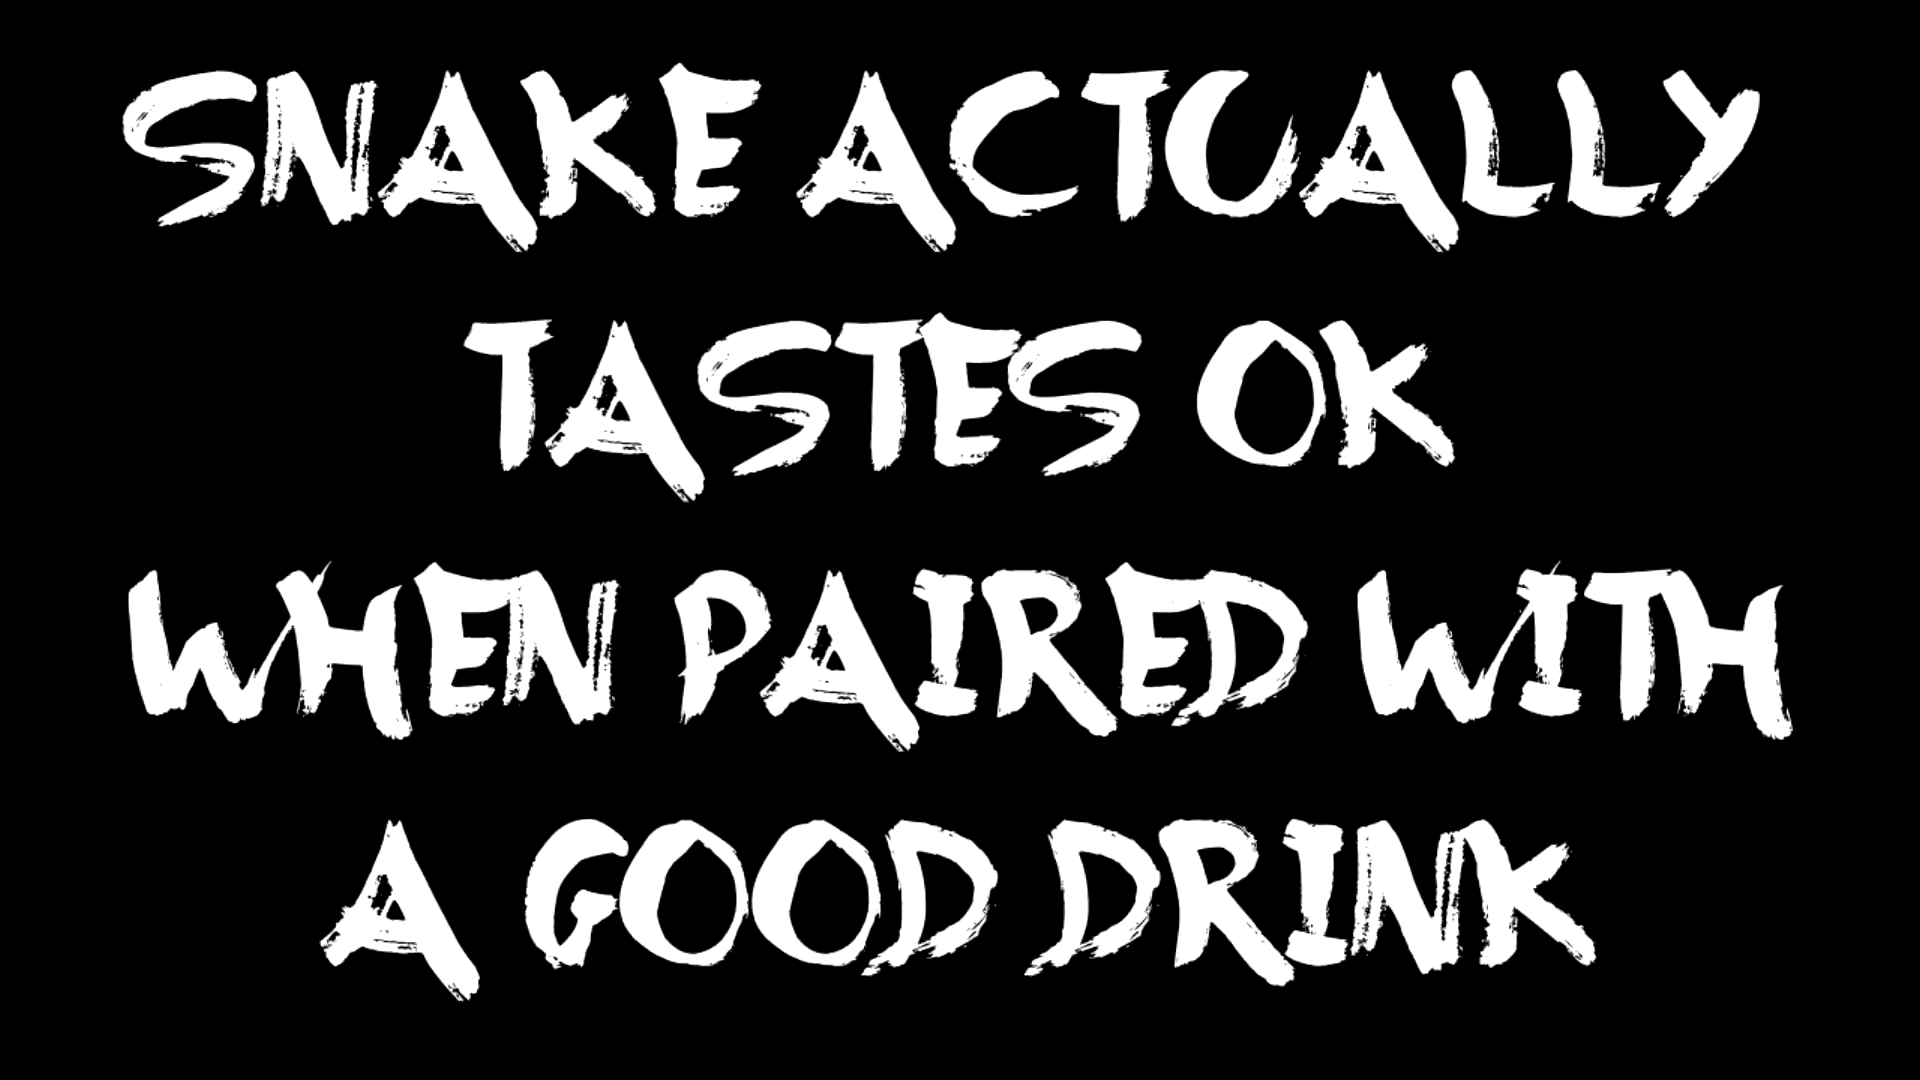 SNAKE ACTUALLY
TASTES OK
WHEN PAIRED WITH
A GOOD DRINK